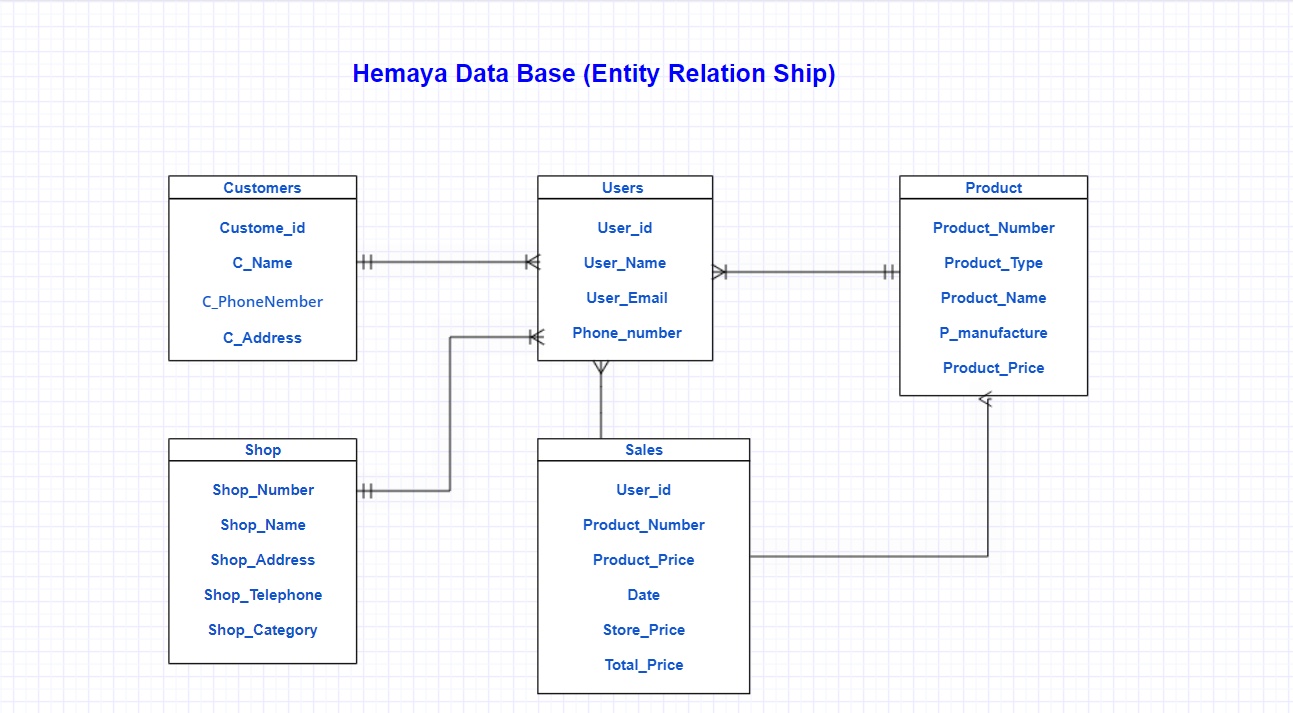 Hemaya Data Base (Entity Relation Ship)
Customers
Custome_id
C_Name
C_PhoneNember
C_Address
Users
User_id
User_Name
User_Email
Phone_number
Product
Product_Number
Product_Type
Product_Name
P_manufacture
Product_Price
Shop
Shop_Number
Shop_Name
Shop_Address
Shop_Telephone
Shop_Category
Sales
User_id
Product_Number
Product_Price
Date
Store_Price
Total_Price